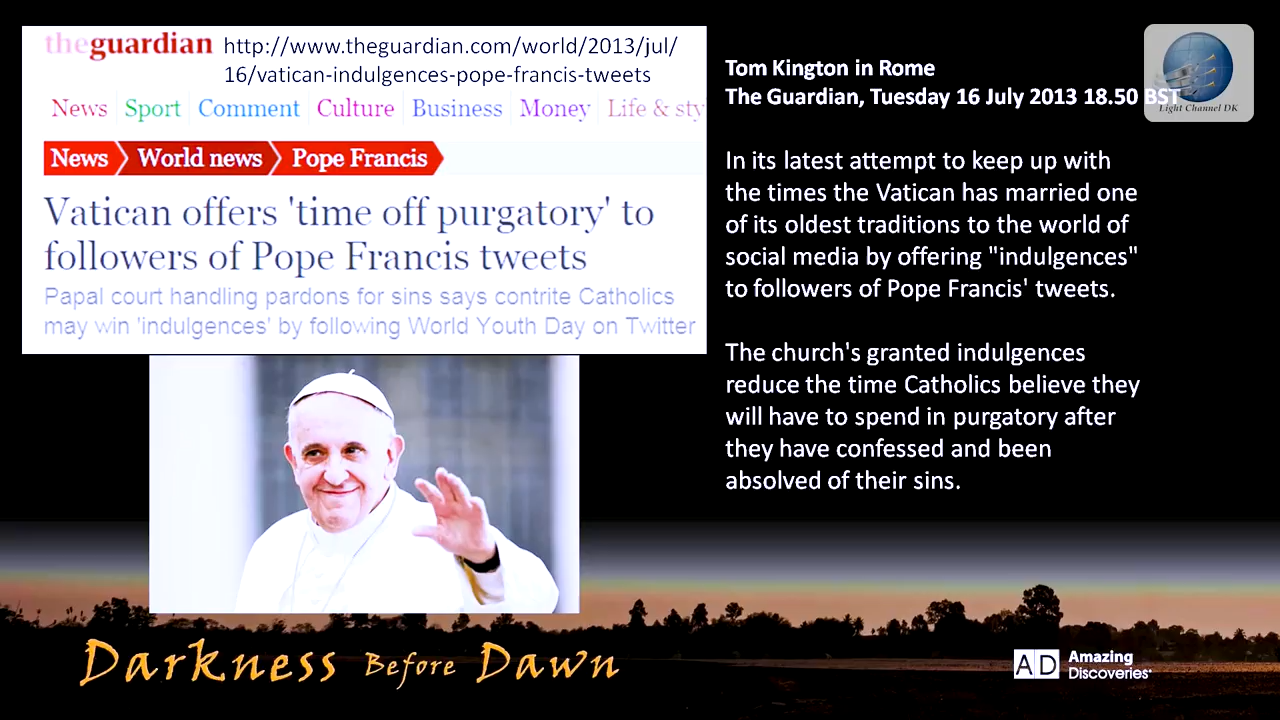 theguardian
http://www.theguardian.com/world/2013/jul/
16/vatican-indulgences-pope-francis-tweets
News Sport Comment Culture Business Money Life & sty
News World news Pope Francis
Vatican offers 'time off purgatory' to
followers of Pope Francis tweets
Papal court handling pardons for sins says contrite Catholics
may win 'indulgences' by following World Youth Day on Twitter
Tom Kington in Rome
The Guardian, Tuesday 16 July 2013 18.50 BST
Light Channel DK
In its latest attempt to keep up with
the times the Vatican has married one
of its oldest traditions to the world of
social media by offering "indulgences"
to followers of Pope Francis' tweets.
The church's granted indulgences
reduce the time Catholics believe they
will have to spend in purgatory after
they have confessed and been
absolved of their sins.
Darkness Before Dawn
AD Amazing
Discoveries